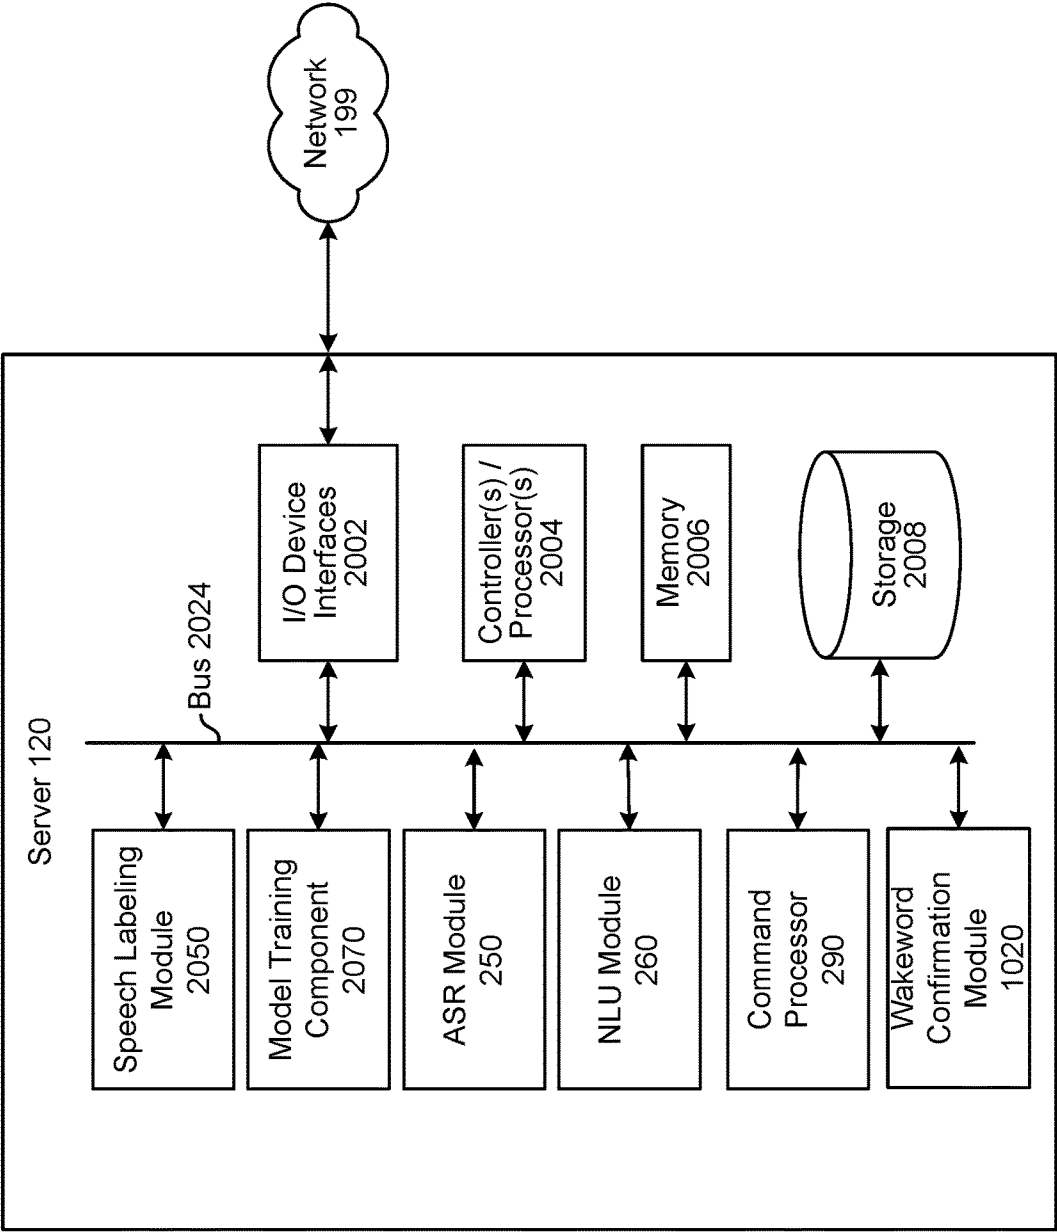 Server 120
Bus 2024
Network
199
I/O Device
Interfaces
2002
Controller(s) /
Processor(s)
2004
Memory
2006
Storage
2008
Speech Labeling
Module
2050
Model Training
Component
2070
ASR Module
250
NLU Module
260
Command
Processor
290
Wakeword
Confirmation
Module
1020